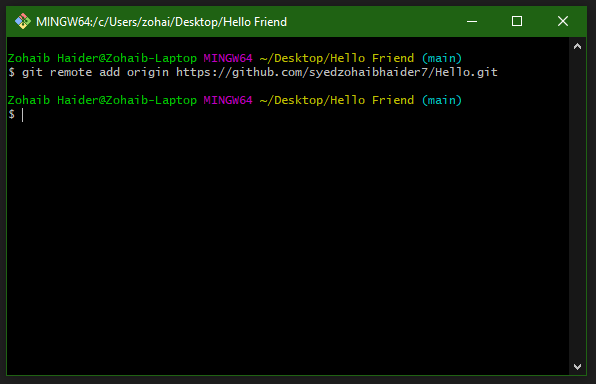 MINGW64:/c/Users/zohai/Desktop/Hello Friend
Zohaib Haider@Zohaib-Laptop MINGW64 ~/Desktop/Hello Friend (main)
$ git remote add origin https://github.com/syedzohaibhaider7/Hello.git
Zohaib Haider@Zohaib-Laptop MINGW64 ~/Desktop/Hello Friend (main)
$